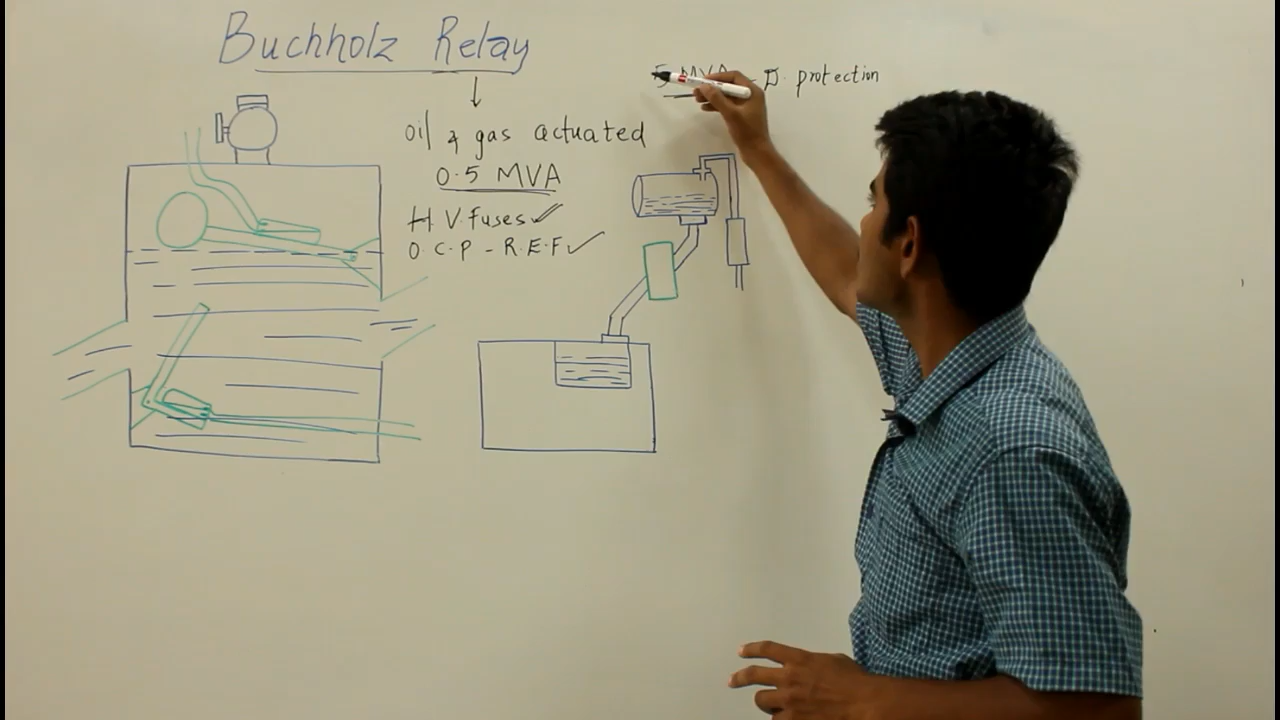 Buchholz Relay
5 MVA - D. protection
Oil & gas actuated
0.5 MVA
H V. fuses ✓
O.C.P - R.E.F ✓